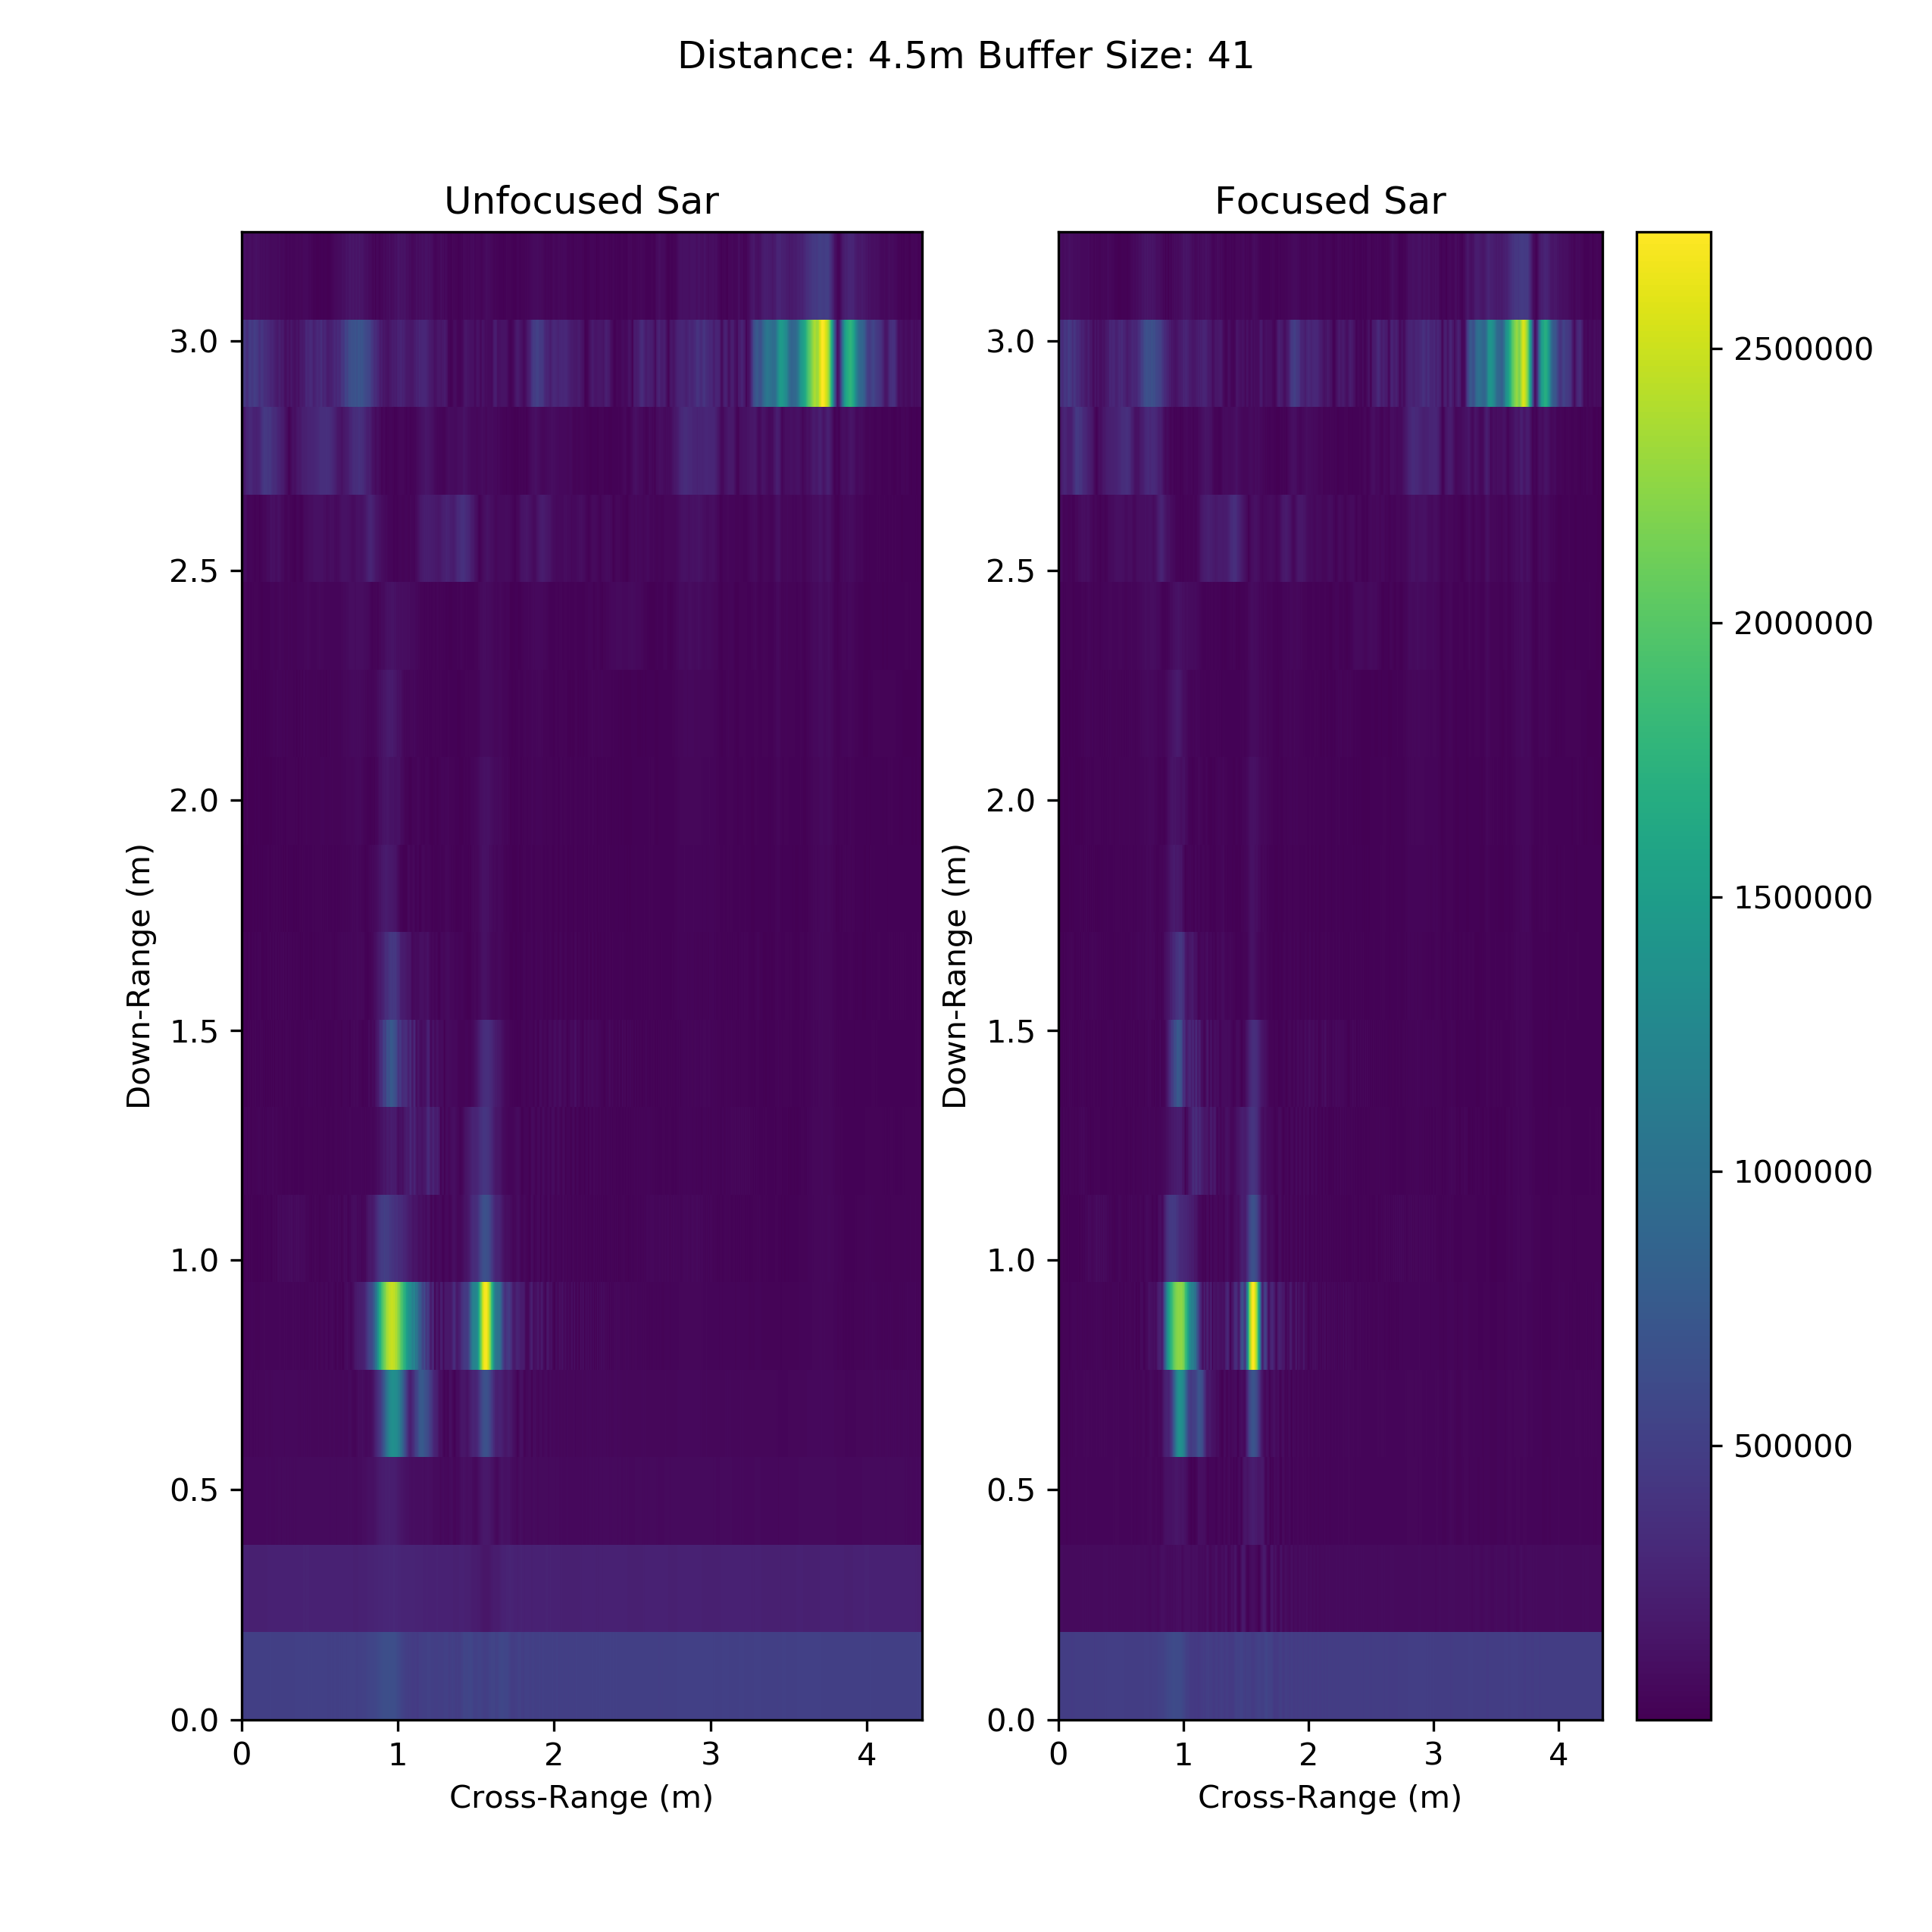 Distance: 4.5m Buffer Size: 41
Unfocused Sar
3.0
2.5
2.0
1.5
1.0
0.5
0.0
Down-Range (m)
0 1 2 3 4
Cross-Range (m)
Focused Sar
3.0
2.5
2.0
1.5
1.0
0.5
0.0
Down-Range (m)
0 1 2 3 4
Cross-Range (m)
2500000
2000000
1500000
1000000
500000